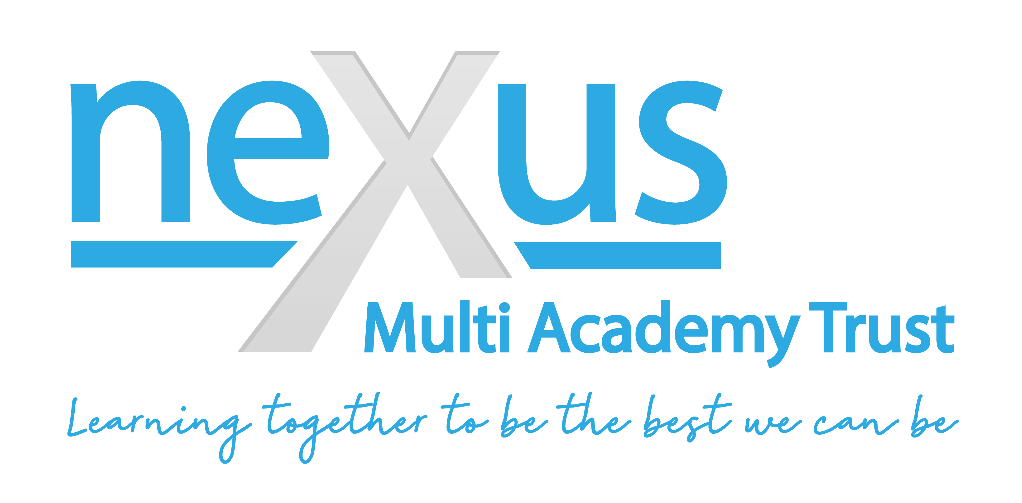 neXus
Multi Academy Trust
Learning together to be the best we can be